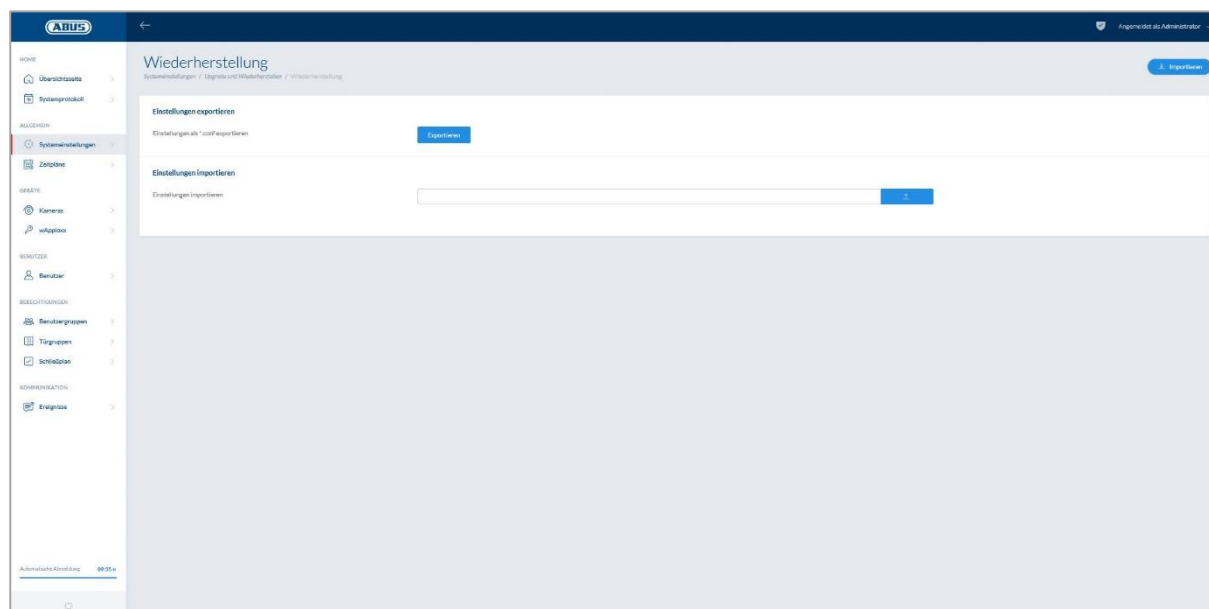 ABUS
Angemeldet als Administrator
HOME
Übersichtsseite
Systemprotokoll
ALLGEMEIN
Systemeinstellungen
Zeitpläne
GERÄTE
Kameras
wAppLoxx
BENUTZER
Benutzer
BERECHTIGUNGEN
Benutzergruppen
Türgruppen
Schließplan
KOMMUNIKATION
Ereignisse
Automatische Abmeldung 09:55
Wiederherstellung
Systemeinstellungen / Upgrade und Wiederherstellen / Wiederherstellung
Importieren
Einstellungen exportieren
Einstellungen als *.conf exportieren
Exportieren
Einstellungen importieren
Einstellungen importieren